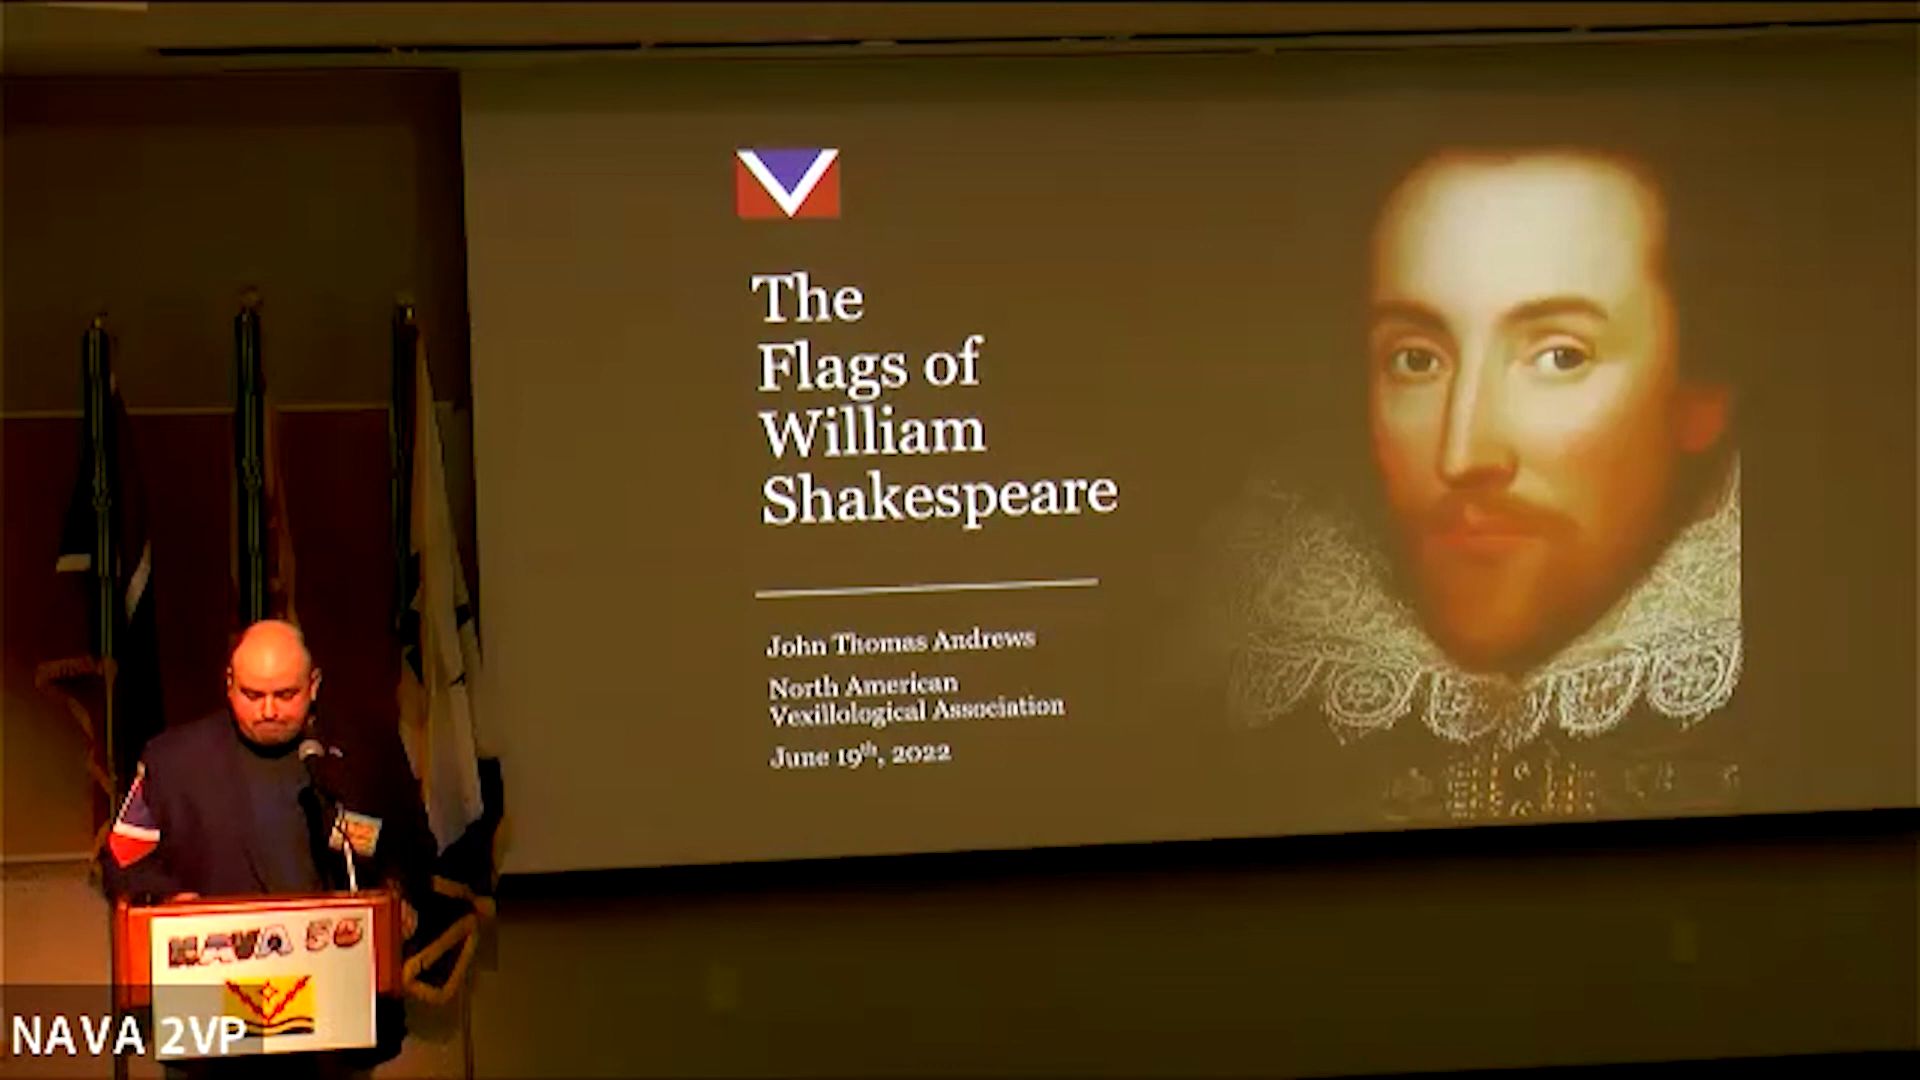 The
Flags of
William
Shakespeare
John Thomas Andrews
North American
Vexillological Association
June 19th, 2022
NAVA 56
NAVA 2VP